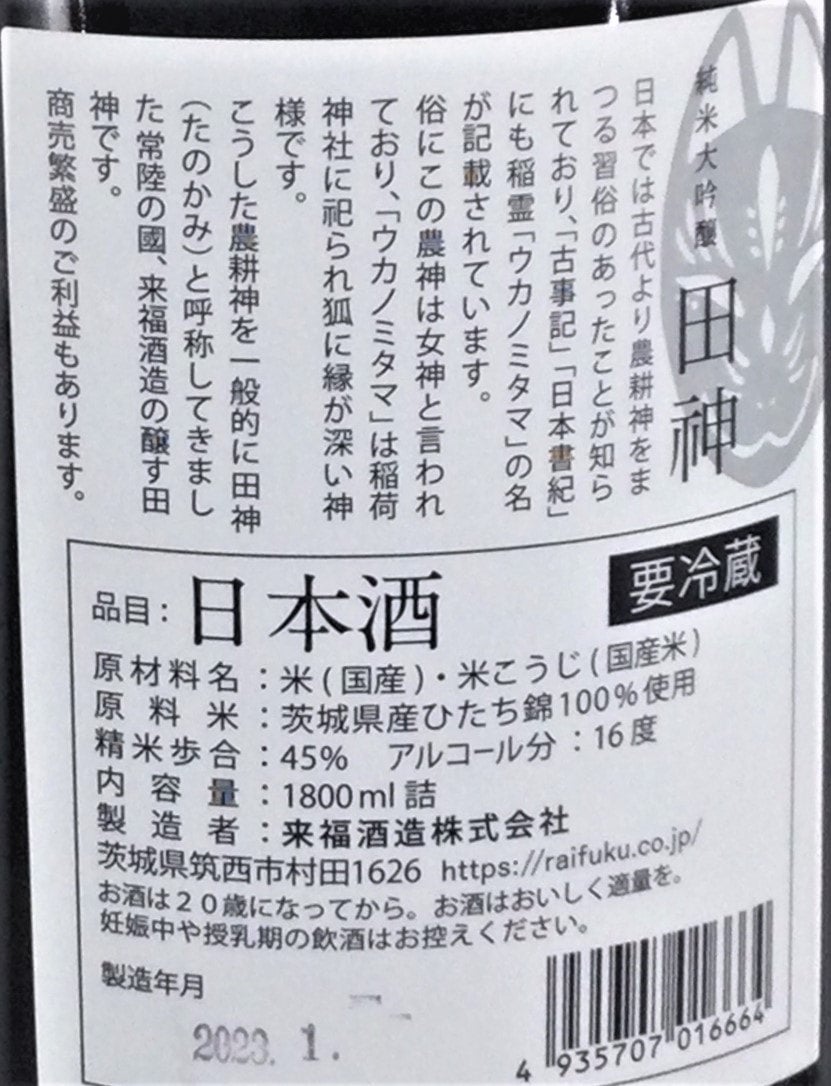 純米大吟醸
田神
日本では古代より農耕神をま
つる習俗のあったことが知ら
れており、「古事記」「日本書紀」
にも稲霊「ウカノミタマ」の名
が記載されています。
俗にこの農神は女神と言われ
ており、「ウカノミタマ」は稲荷
神社に祀られ狐に縁が深い神
様です。
こうした農耕神を一般的に田神
(たのかみ)と呼称してきまし
た常陸の國、来福酒造の醸す田
神です。
商売繁盛のご利益もあります。
要冷蔵
品目：日本酒
原材料名：米(国産)・米こうじ(国産米)
原料米：茨城県産ひたち錦100%使用
精米歩合：45%　アルコール分：16度
内容量：1800ml詰
製造者：来福酒造株式会社
茨城県筑西市村田1626 https://raifuku.co.jp/
お酒は２０歳になってから。お酒はおいしく適量を。
妊娠中や授乳期の飲酒はお控えください。
製造年月
2023. 1.
4 935707 016664